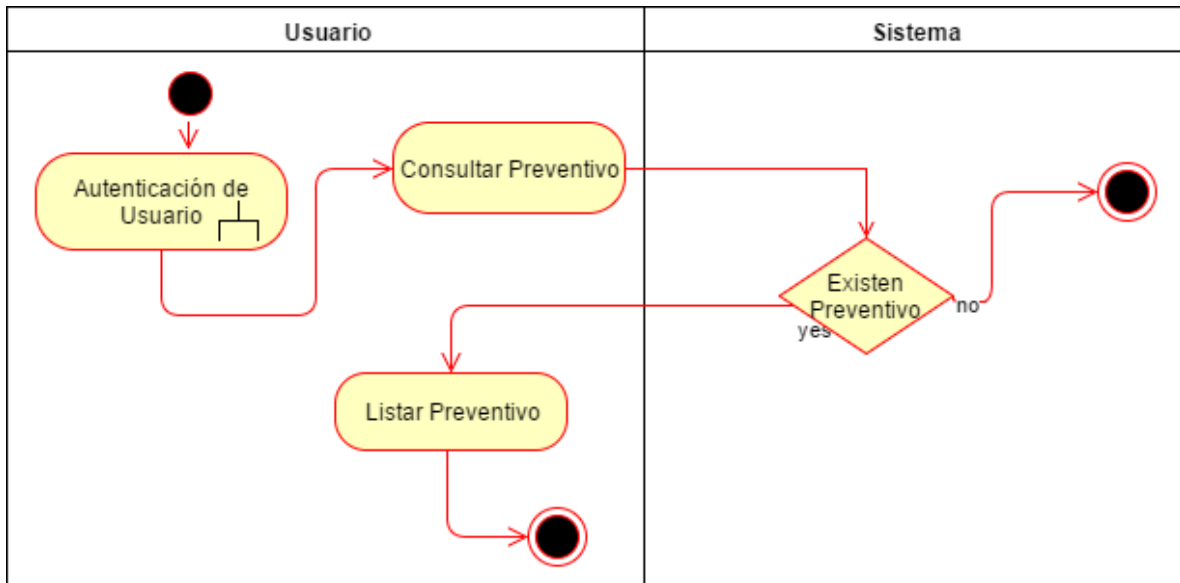 Usuario
Sistema
Autenticación de
Usuario
Consultar Preventivo
Existen
Preventivo
no
yes
Listar Preventivo